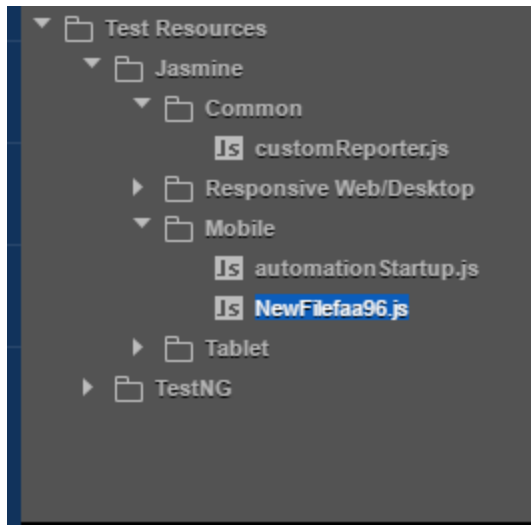 Test Resources
Jasmine
Common
Js customReporter.js
Responsive Web/Desktop
Mobile
Js automationStartup.js
Js NewFilefaa96.js
Tablet
TestNG